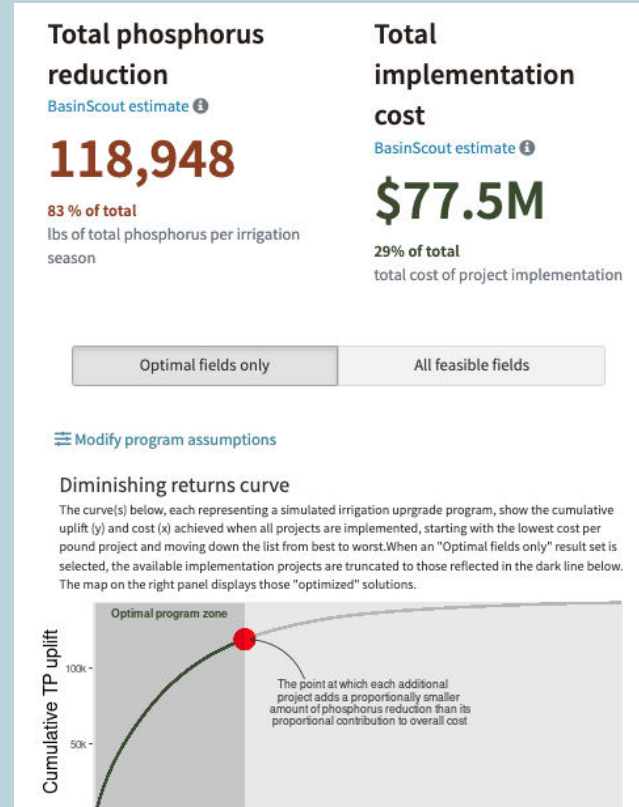 Total phosphorus
reduction
BasinScout estimate
118,948
83 % of total
lbs of total phosphorus per irrigation
season
Total
implementation
cost
BasinScout estimate
$77.5M
29% of total
total cost of project implementation
Optimal fields only
All feasible fields
Modify program assumptions
Diminishing returns curve
The curve(s) below, each representing a simulated irrigation uprgrade program, show the cumulative
uplift (y) and cost (x) achieved when all projects are implemented, starting with the lowest cost per
pound project and moving down the list from best to worst.When an "Optimal fields only" result set is
selected, the available implementation projects are truncated to those reflected in the dark line below.
The map on the right panel displays those "optimized" solutions.
Optimal program zone
Cumulative TP uplift
100k
50k
The point at which each additional
project adds a proportionally smaller
amount of phosphorus reduction than its
proportional contribution to overall cost